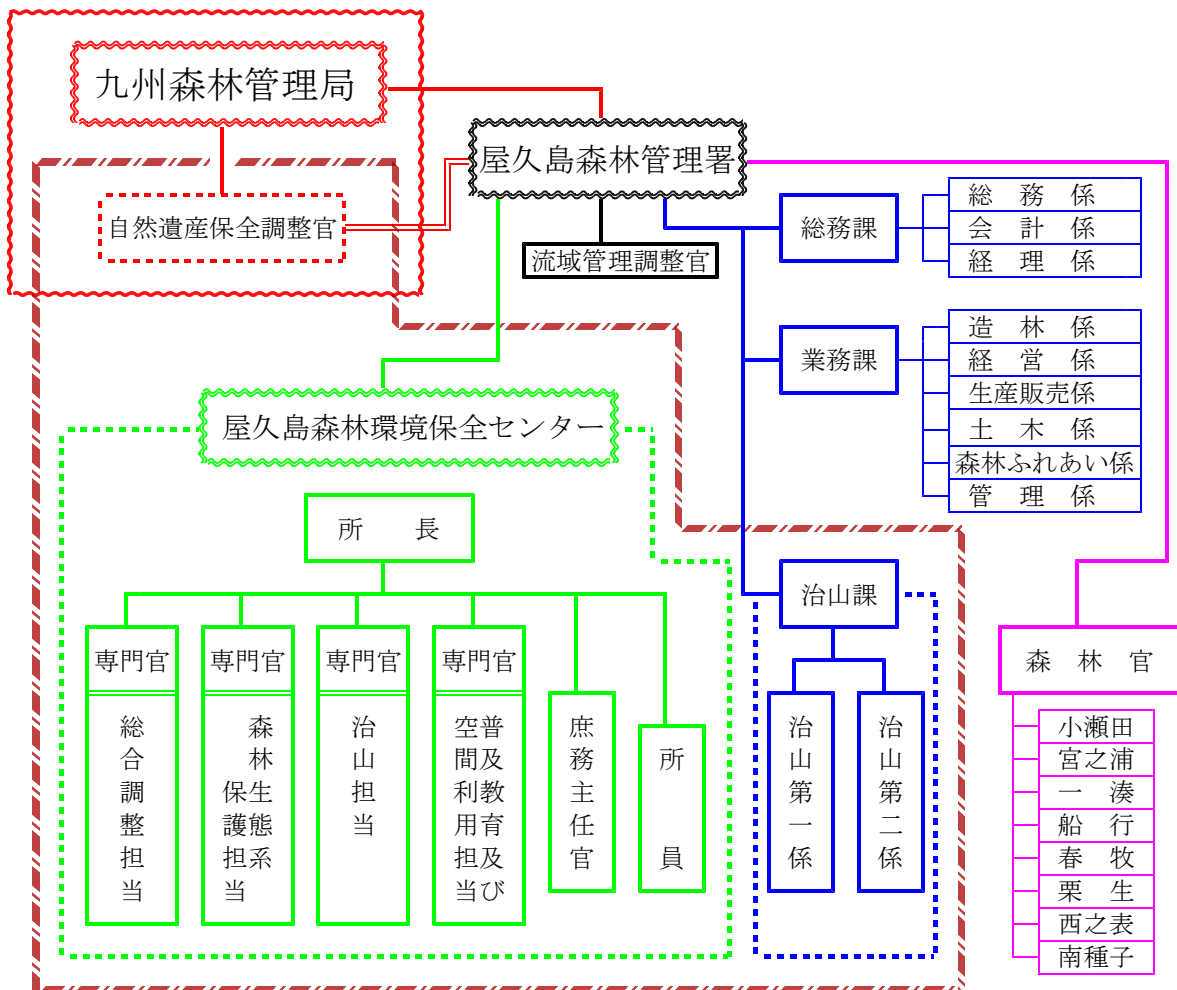 九州森林管理局
屋久島森林管理署
自然遺産保全調整官
流域管理調整官
総務課
総　務　係
会　計　係
経　理　係
業務課
造　林　係
経　営　係
生産販売係
土　木　係
森林ふれあい係
管　理　係
屋久島森林環境保全センター
所　　長
専門官
総合調整担当
専門官
森林生態系
保護担当
専門官
治山担当
専門官
普及教育及び
空間利用担当
庶務主任官
所　員
治山課
治山第一係
治山第二係
森　林　官
小瀬田
宮之浦
一　湊
船　行
春　牧
栗　生
西之表
南種子